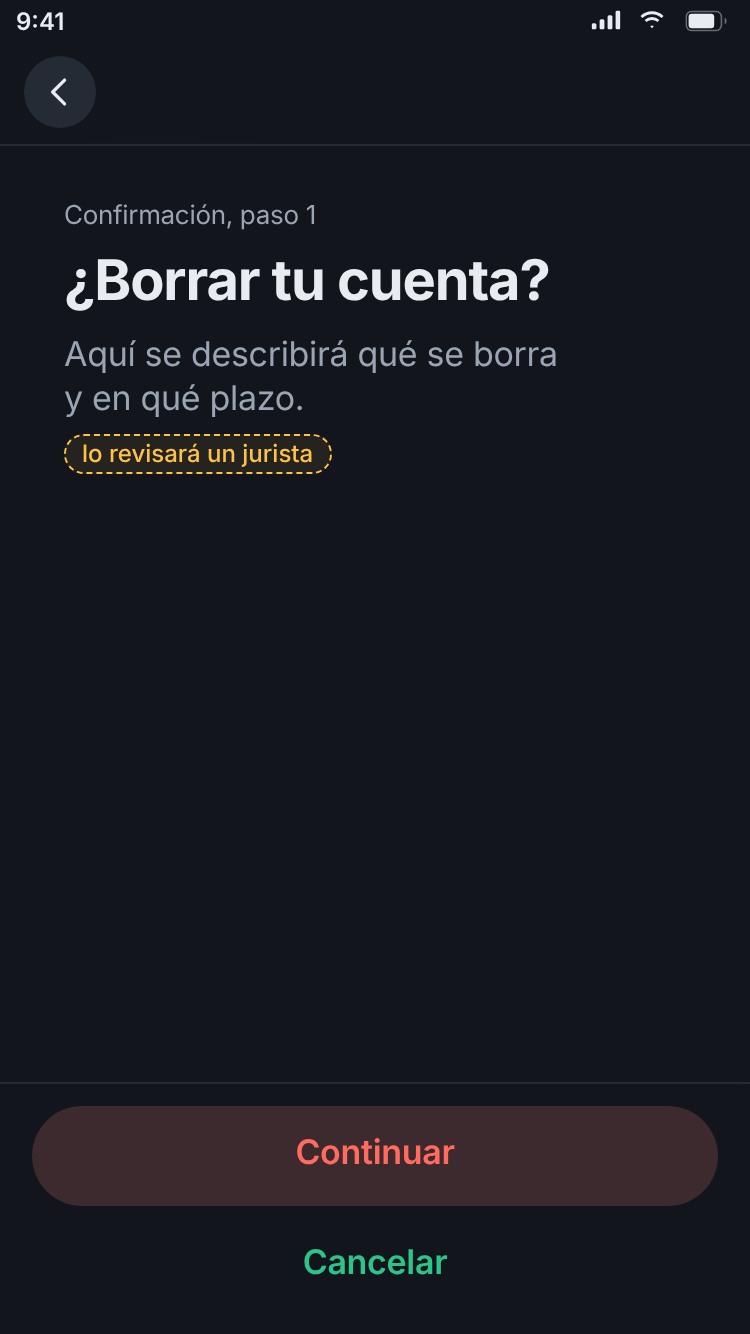 9:41
Confirmación, paso 1
¿Borrar tu cuenta?
Aquí se describirá qué se borra
y en qué plazo.
lo revisará un jurista
Continuar
Cancelar